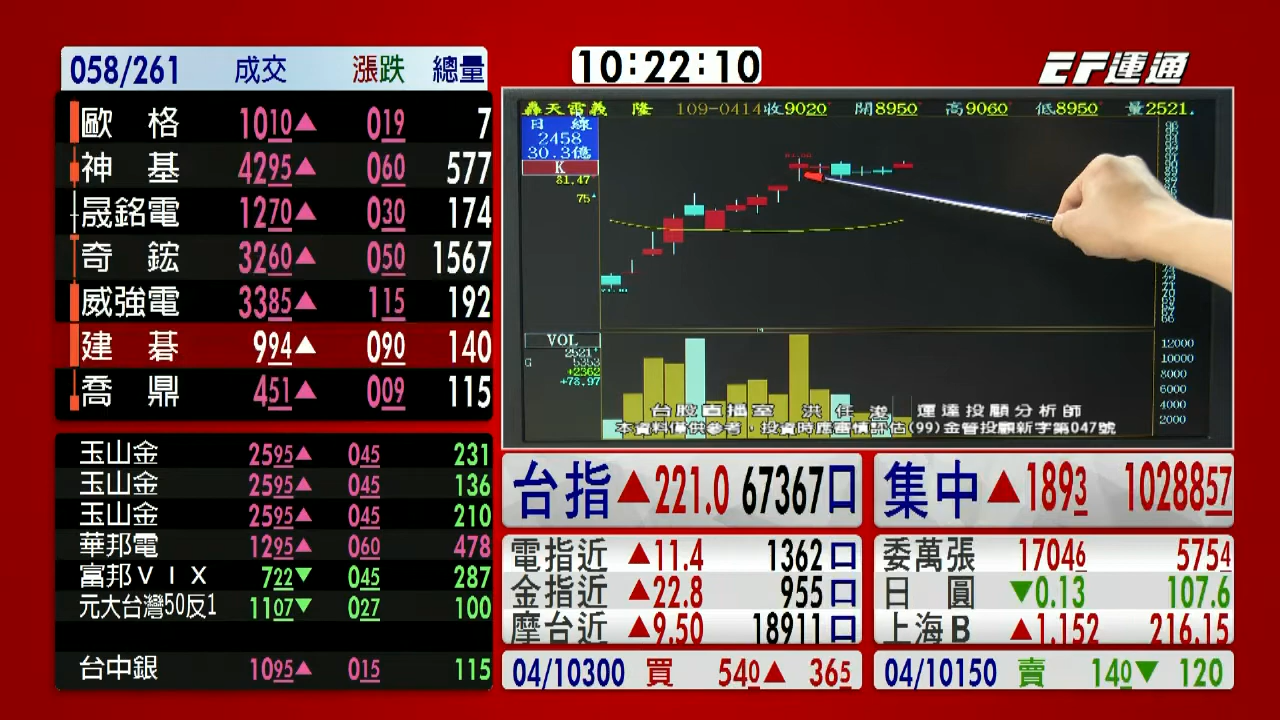 058/261 成交 漲跌 總量
歐格 1010▲ 019 7
神基 4295▲ 060 577
晟銘電 1270▲ 030 174
奇鋐 3260▲ 050 1567
威強電 3385▲ 115 192
建碁 994▲ 090 140
喬鼎 451▲ 009 115
玉山金 2595▲ 045 231
玉山金 2595▲ 045 136
玉山金 2595▲ 045 210
華邦電 1295▲ 060 478
富邦VIX 722▼ 045 287
元大台灣50反1 1107▼ 027 100
台中銀 1095▲ 015 115
10:22:10
EF運通
轟天雷義隆 109-0414收9020 開8950 高9060 低8950 量2521.
日線
2458
30.3億
K
81.47
75
VOL
2521
G 5353
+2362
+78.97
12000
10000
8000
6000
4000
2000
台股直播室 洪任浚 運達投顧分析師
本資料僅供參考，投資時應審慎評估(99)金管投顧新字第047號
台指▲221.0 67367口
電指近▲11.4 1362口
金指近▲22.8 955口
摩台近▲9.50 18911口
04/10300 買 540▲ 365
集中▲1893 1028857
委萬張 17046 5754
日圓▼0.13 107.6
上海B▲1.152 216.15
04/10150 賣 140▼ 120